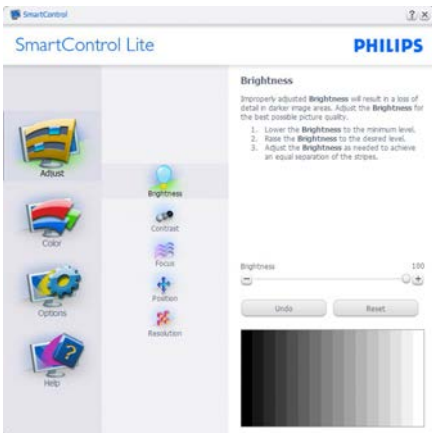 SmartControl
SmartControl Lite
PHILIPS
Adjust
Color
Options
Help
Brightness
Contrast
Focus
Position
Resolution
Brightness
Improperly adjusted Brightness will result in a loss of
detail in darker image areas. Adjust the Brightness for
the best possible picture quality.
1. Lower the Brightness to the minimum level.
2. Raise the Brightness to the desired level.
3. Adjust the Brightness as needed to achieve
an equal separation of the stripes.
Brightness 100
Undo Reset